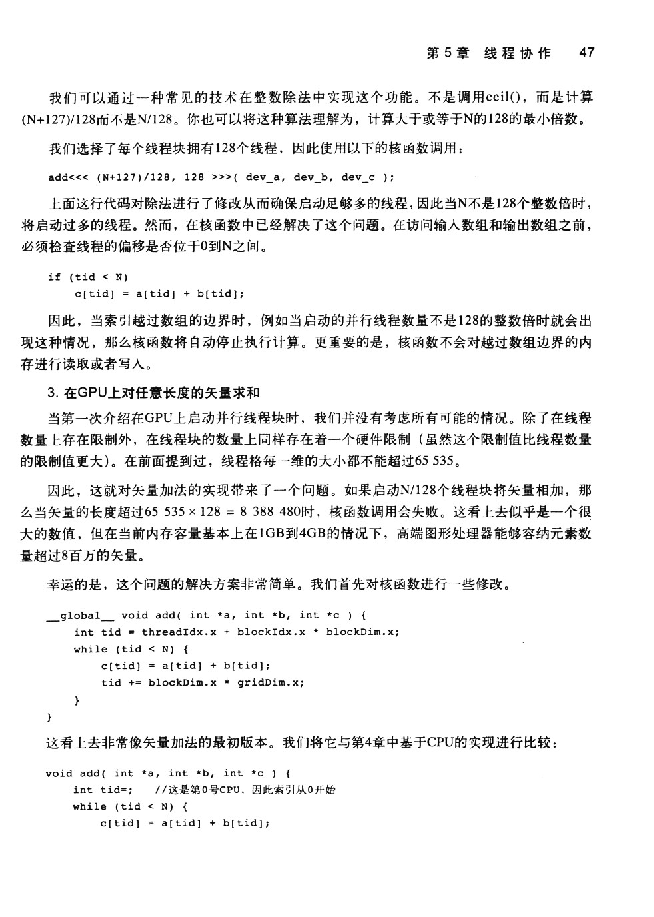 第5章 线程协作 47
我们可以通过一种常见的技术在整数除法中实现这个功能。不是调用ceil(),而是计算
(N+127)/128而不是N/128。你也可以将这种算法理解为,计算大于或等于N的128的最小倍数。
我们选择了每个线程块拥有128个线程,因此使用以下的核函数调用:
add<<< (N+127)/128, 128 >>>( dev_a, dev_b, dev_c );
上面这行代码对除法进行了修改从而确保启动足够多的线程,因此当N不是128个整数倍时,
将启动过多的线程。然而,在核函数中已经解决了这个问题。在访问输入数组和输出数组之前,
必须检查线程的偏移是否位于0到N之间。
if (tid < N)
c[tid] = a[tid] + b[tid];
因此,当索引越过数组的边界时,例如当启动的并行线程数量不是128的整数倍时就会出
现这种情况,那么核函数将自动停止执行计算。更重要的是,核函数不会对越过数组边界的内
存进行读取或者写入。
3. 在GPU上对任意长度的矢量求和
当第一次介绍在GPU上启动并行线程块时,我们并没有考虑所有可能的情况。除了在线程
数量上存在限制外,在线程块的数量上同样存在着一个硬件限制(虽然这个限制值比线程数量
的限制值更大)。在前面提到过,线程格每一维的大小都不能超过65 535。
因此,这就对矢量加法的实现带来了一个问题。如果启动N/128个线程块将矢量相加,那
么当矢量的长度超过65 535 × 128 = 8 388 480时,核函数调用会失败。这看上去似乎是一个很
大的数值,但在当前内存容量基本上在1GB到4GB的情况下,高端图形处理器能够容纳元素数
量超过8百万的矢量。
幸运的是,这个问题的解决方案非常简单。我们首先对核函数进行一些修改。
__global__ void add( int *a, int *b, int *c ) {
int tid = threadIdx.x + blockIdx.x * blockDim.x;
while (tid < N) {
c[tid] = a[tid] + b[tid];
tid += blockDim.x * gridDim.x;
}
}
这看上去非常像矢量加法的最初版本。我们将它与第4章中基于CPU的实现进行比较:
void add( int *a, int *b, int *c ) {
int tid=; //这是第0号CPU,因此索引从0开始
while (tid < N) {
c[tid] = a[tid] + b[tid];